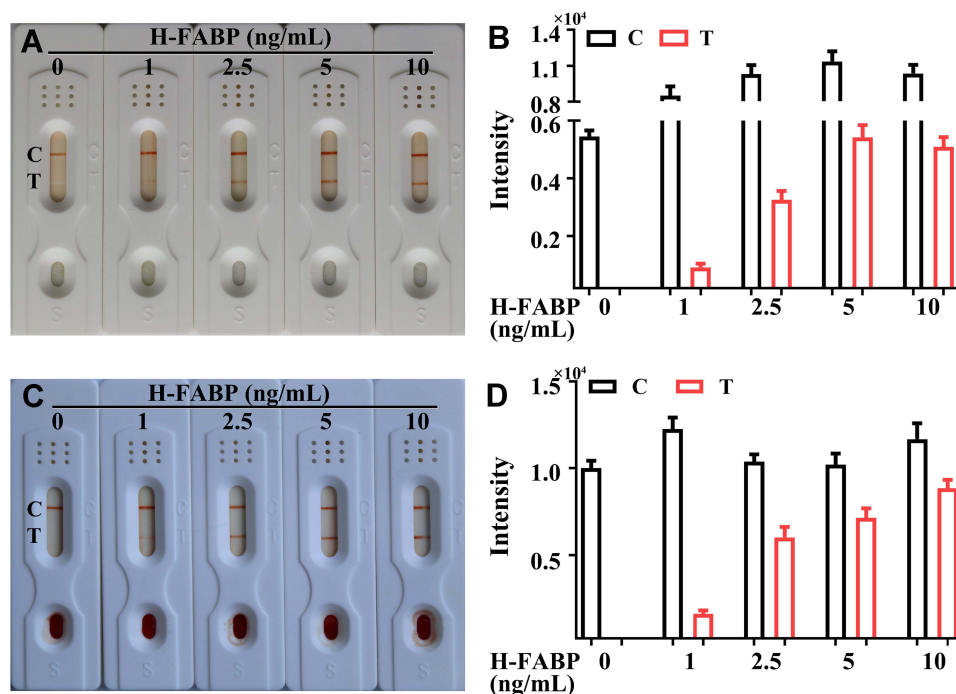 A
H-FABP (ng/mL)
0 1 2.5 5 10
C
T
C C C C C
T T T T T
S S S S S
B
×10⁴
C T
1.4
1.1
0.8
0.6
0.4
0.2
Intensity
H-FABP
(ng/mL)
0 1 2.5 5 10
C
H-FABP (ng/mL)
0 1 2.5 5 10
C
T
C C C C C
T T T T T
S S S S S
D
×10⁴
C T
1.5
1.0
0.5
Intensity
H-FABP
(ng/mL)
0 1 2.5 5 10